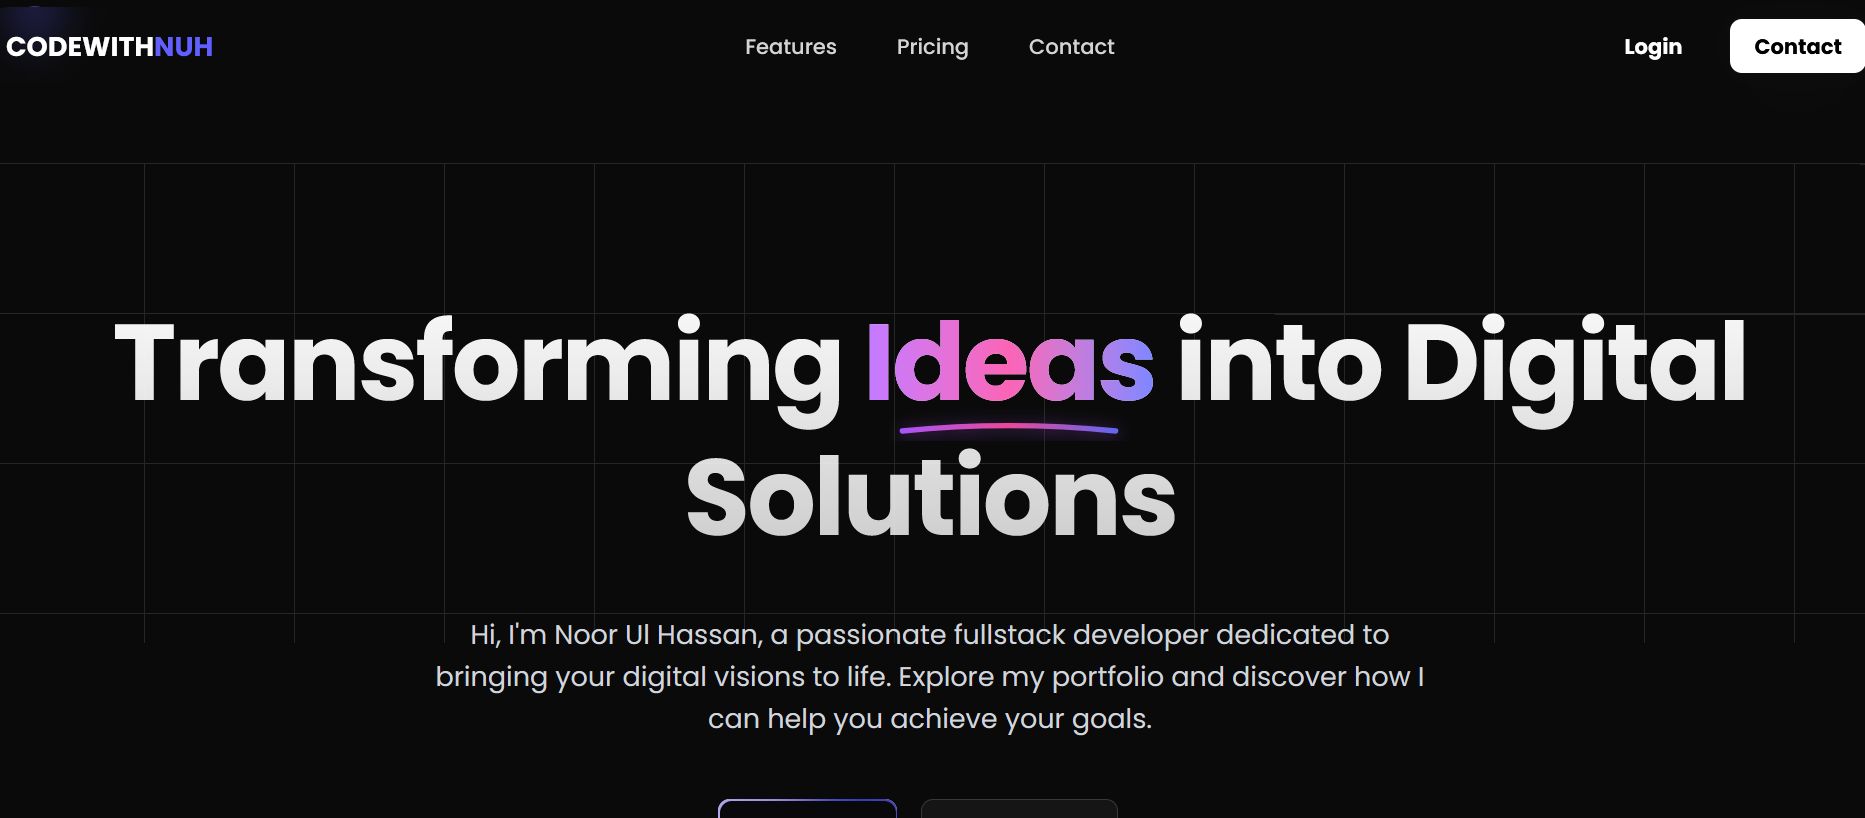 CODEWITHNUH
Features
Pricing
Contact
Login
Contact
Transforming Ideas into Digital
Solutions
Hi, I'm Noor Ul Hassan, a passionate fullstack developer dedicated to
bringing your digital visions to life. Explore my portfolio and discover how I
can help you achieve your goals.